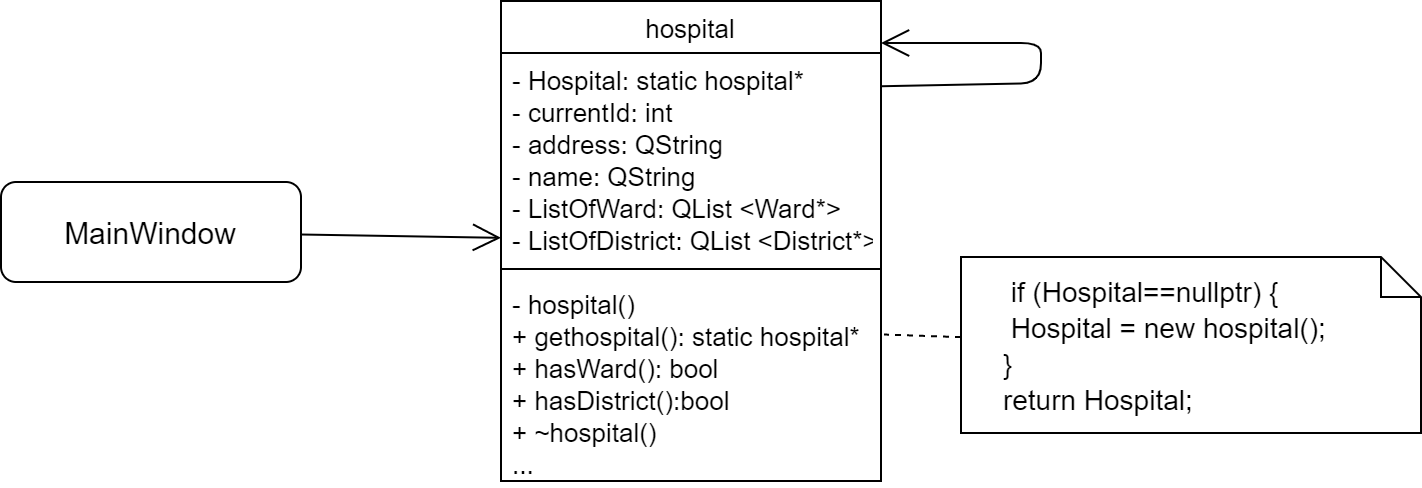 hospital
- Hospital: static hospital*
- currentId: int
- address: QString
- name: QString
- ListOfWard: QList <Ward*>
- ListOfDistrict: QList <District*>
MainWindow
- hospital()
+ gethospital(): static hospital*
+ hasWard(): bool
+ hasDistrict():bool
+ ~hospital()
...
if (Hospital==nullptr) {
Hospital = new hospital();
}
return Hospital;